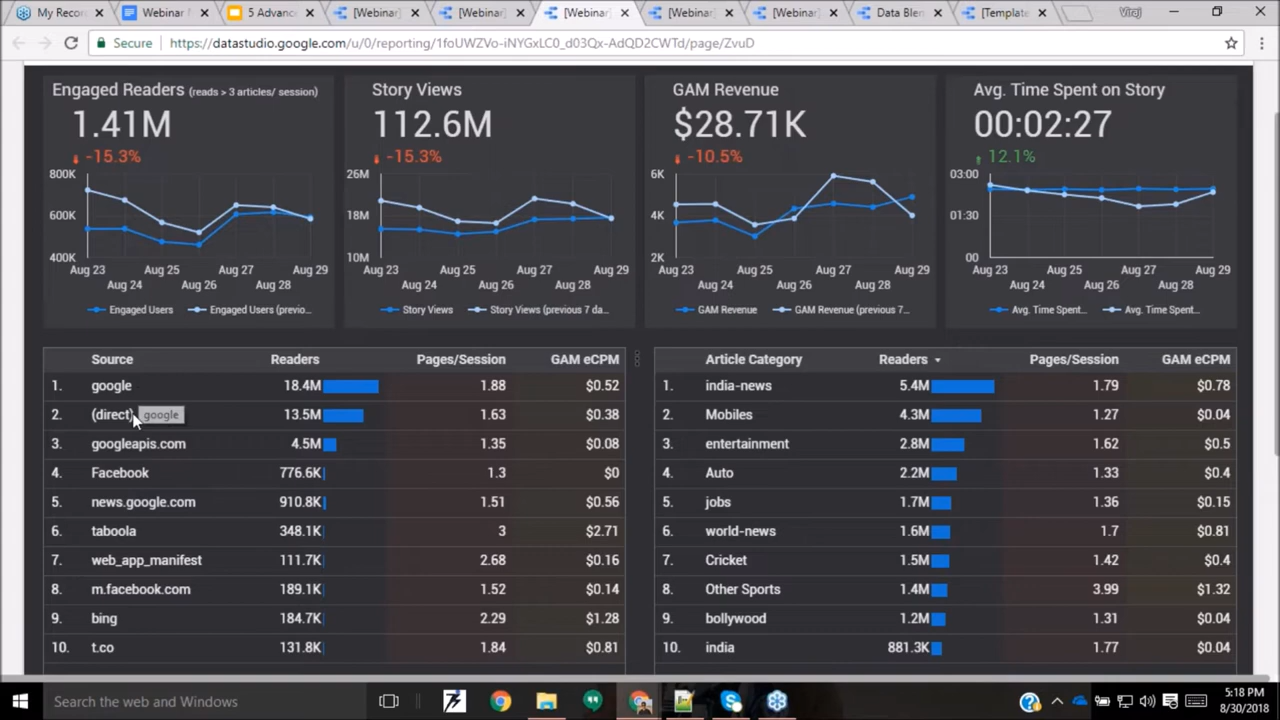 My Reco
Webinar M
5 Advance
[Webinar]
[Webinar]
[Webinar]
[Webinar]
[Webinar]
Data Blen
[Template
Viraj
Secure
https://datastudio.google.com/u/0/reporting/1foUWZVo-iNYGxLC0_d03Qx-AdQD2CWTd/page/ZvuD
Engaged Readers (reads > 3 articles/ session)
1.41M
-15.3%
800K
600K
400K
Aug 23 Aug 25 Aug 27 Aug 29
Aug 24 Aug 26 Aug 28
Engaged Users Engaged Users (previo...
Story Views
112.6M
-15.3%
26M
18M
10M
Aug 23 Aug 25 Aug 27 Aug 29
Aug 24 Aug 26 Aug 28
Story Views Story Views (previous 7 da...
GAM Revenue
$28.71K
-10.5%
6K
4K
2K
Aug 23 Aug 25 Aug 27 Aug 29
Aug 24 Aug 26 Aug 28
GAM Revenue GAM Revenue (previous 7...
Avg. Time Spent on Story
00:02:27
12.1%
03:00
01:30
00
Aug 23 Aug 25 Aug 27 Aug 29
Aug 24 Aug 26 Aug 28
Avg. Time Spent... Avg. Time Spent...
Source Readers Pages/Session GAM eCPM
1. google 18.4M 1.88 $0.52
2. (direct) google 13.5M 1.63 $0.38
3. googleapis.com 4.5M 1.35 $0.08
4. Facebook 776.6K 1.3 $0
5. news.google.com 910.8K 1.51 $0.56
6. taboola 348.1K 3 $2.71
7. web_app_manifest 111.7K 2.68 $0.16
8. m.facebook.com 189.1K 1.52 $0.14
9. bing 184.7K 2.29 $1.28
10. t.co 131.8K 1.84 $0.81
Article Category Readers Pages/Session GAM eCPM
1. india-news 5.4M 1.79 $0.78
2. Mobiles 4.3M 1.27 $0.04
3. entertainment 2.8M 1.62 $0.5
4. Auto 2.2M 1.33 $0.4
5. jobs 1.7M 1.36 $0.15
6. world-news 1.6M 1.7 $0.81
7. Cricket 1.5M 1.42 $0.4
8. Other Sports 1.4M 3.99 $1.32
9. bollywood 1.2M 1.31 $0.04
10. india 881.3K 1.77 $0.04
Search the web and Windows
5:18 PM
8/30/2018